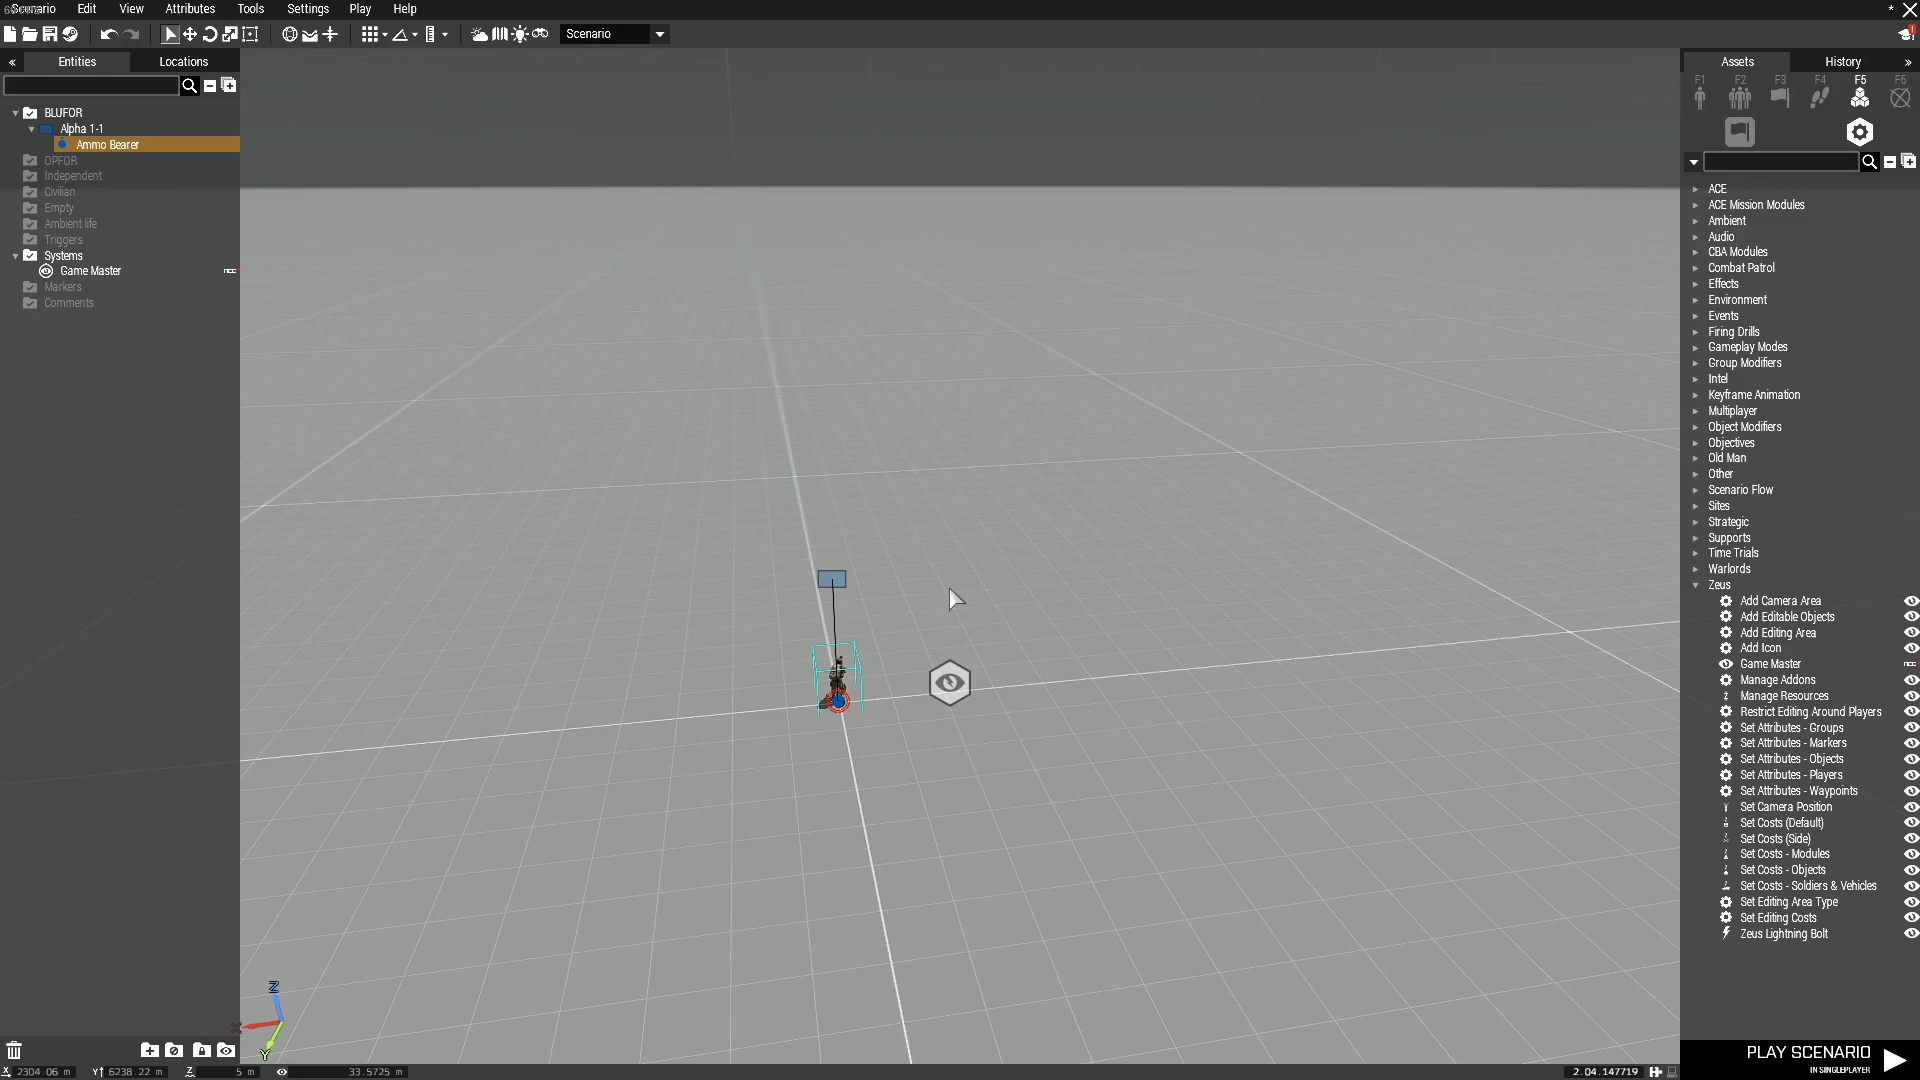 Scenario Edit View Attributes Tools Settings Play Help
Scenario
Entities Locations
BLUFOR
Alpha 1-1
Ammo Bearer
OPFOR
Independent
Civilian
Empty
Ambient life
Triggers
Systems
Game Master
Markers
Comments
Z
X
Y
X 2304.06 m Y 6238.22 m Z 5 m 33.5725 m
Assets History
F1 F2 F3 F4 F5 F6
ACE
ACE Mission Modules
Ambient
Audio
CBA Modules
Combat Patrol
Effects
Environment
Events
Firing Drills
Gameplay Modes
Group Modifiers
Intel
Keyframe Animation
Multiplayer
Object Modifiers
Objectives
Old Man
Other
Scenario Flow
Sites
Strategic
Supports
Time Trials
Warlords
Zeus
Add Camera Area
Add Editable Objects
Add Editing Area
Add Icon
Game Master
Manage Addons
Manage Resources
Restrict Editing Around Players
Set Attributes - Groups
Set Attributes - Markers
Set Attributes - Objects
Set Attributes - Players
Set Attributes - Waypoints
Set Camera Position
Set Costs (Default)
Set Costs (Side)
Set Costs - Modules
Set Costs - Objects
Set Costs - Soldiers & Vehicles
Set Editing Area Type
Set Editing Costs
Zeus Lightning Bolt
PLAY SCENARIO
IN SINGLEPLAYER
2.04.147719